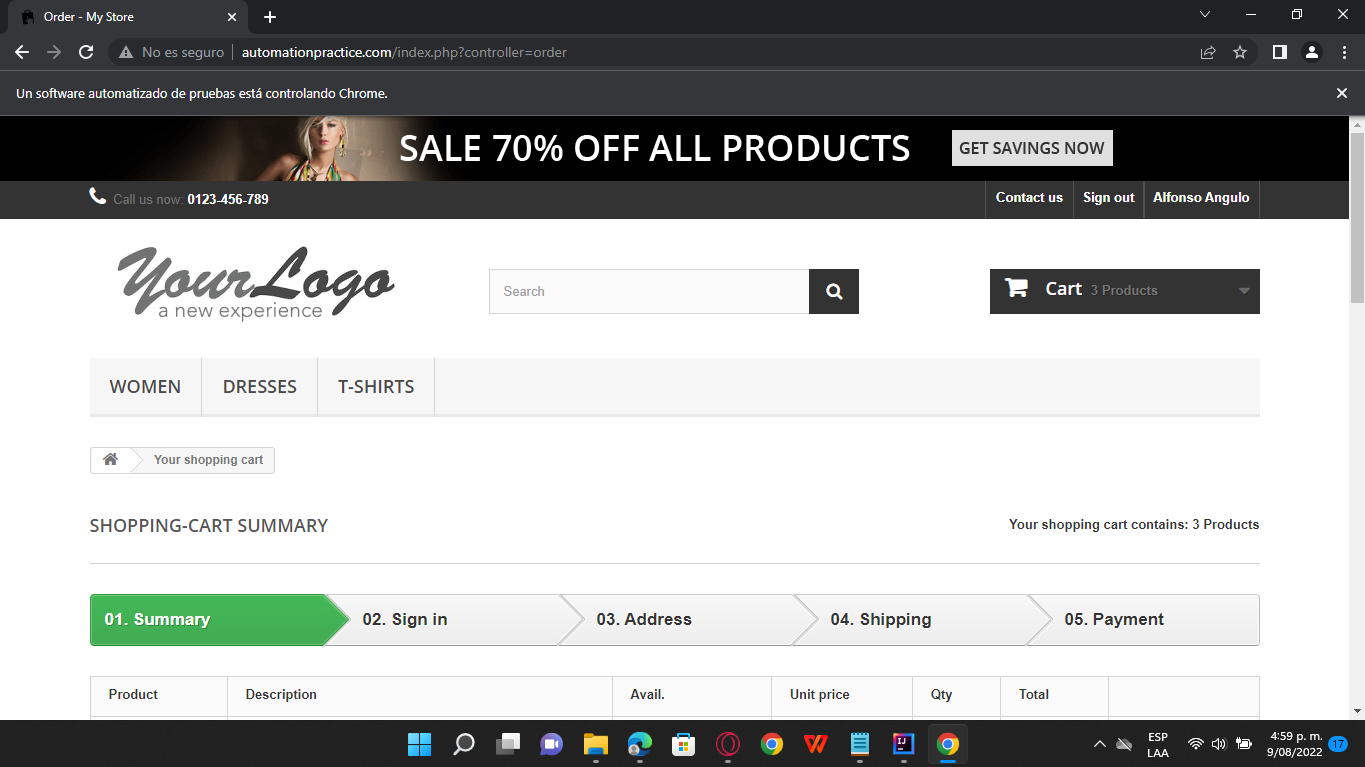 Order - My Store
No es seguro automationpractice.com/index.php?controller=order
Un software automatizado de pruebas está controlando Chrome.
SALE 70% OFF ALL PRODUCTS GET SAVINGS NOW
Call us now: 0123-456-789 Contact us Sign out Alfonso Angulo
YourLogo
a new experience
Search
Cart 3 Products
WOMEN DRESSES T-SHIRTS
Your shopping cart
SHOPPING-CART SUMMARY Your shopping cart contains: 3 Products
01. Summary 02. Sign in 03. Address 04. Shipping 05. Payment
Product Description Avail. Unit price Qty Total
IJ
ESP
LAA
4:59 p. m.
9/08/2022
17